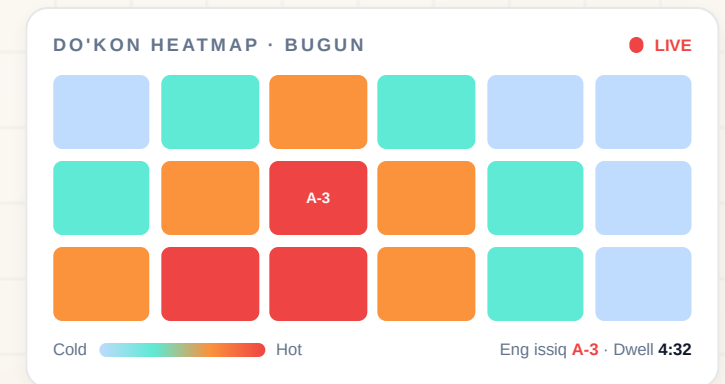 DO'KON HEATMAP · BUGUN
LIVE
A-3
Cold Hot
Eng issiq A-3 · Dwell 4:32